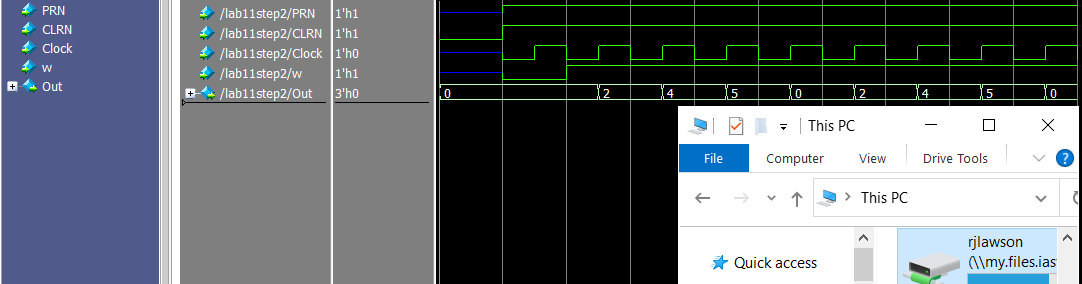 PRN
CLRN
Clock
w
Out
/lab11step2/PRN 1'h1
/lab11step2/CLRN 1'h1
/lab11step2/Clock 1'h0
/lab11step2/w 1'h1
/lab11step2/Out 3'h0
0 2 4 5 0 2 4 5 0
This PC
File Computer View Drive Tools
This PC
Quick access
rjlawson
(\\my.files.ias